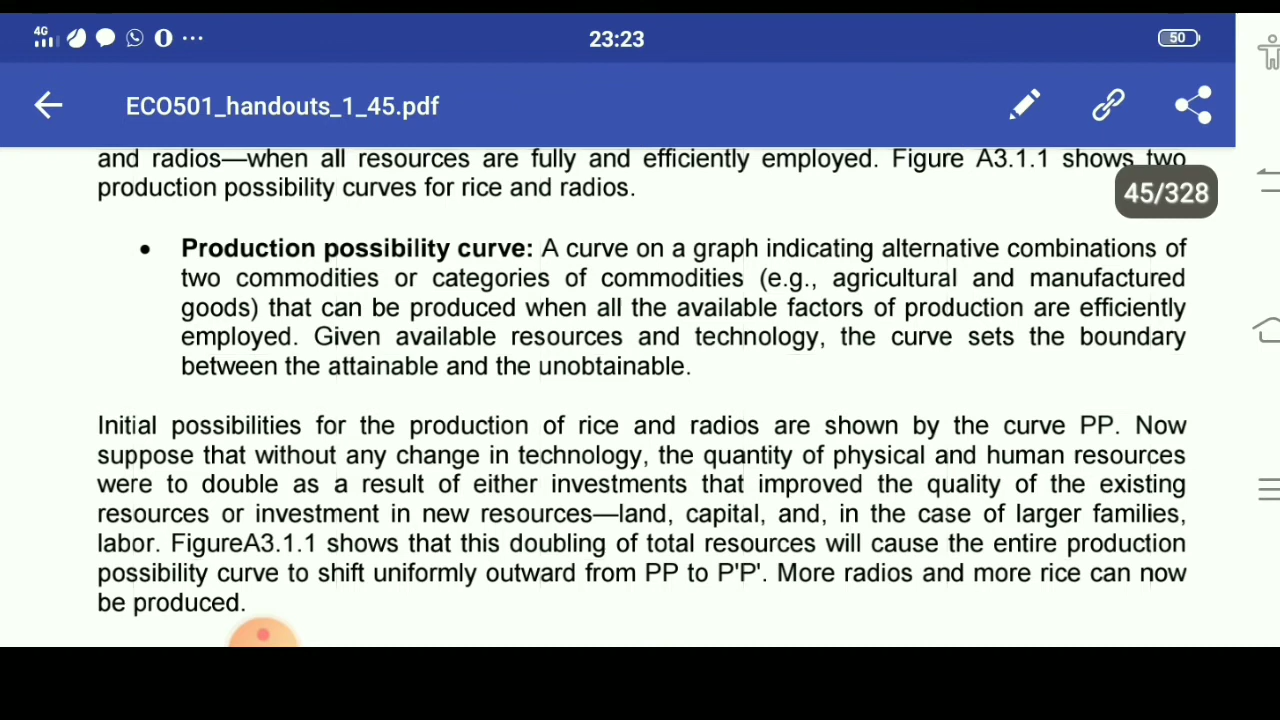 4G
23:23
50
ECO501_handouts_1_45.pdf
and radios—when all resources are fully and efficiently employed. Figure A3.1.1 shows two
production possibility curves for rice and radios.
45/328
• Production possibility curve: A curve on a graph indicating alternative combinations of
two commodities or categories of commodities (e.g., agricultural and manufactured
goods) that can be produced when all the available factors of production are efficiently
employed. Given available resources and technology, the curve sets the boundary
between the attainable and the unobtainable.
Initial possibilities for the production of rice and radios are shown by the curve PP. Now
suppose that without any change in technology, the quantity of physical and human resources
were to double as a result of either investments that improved the quality of the existing
resources or investment in new resources—land, capital, and, in the case of larger families,
labor. FigureA3.1.1 shows that this doubling of total resources will cause the entire production
possibility curve to shift uniformly outward from PP to P'P'. More radios and more rice can now
be produced.